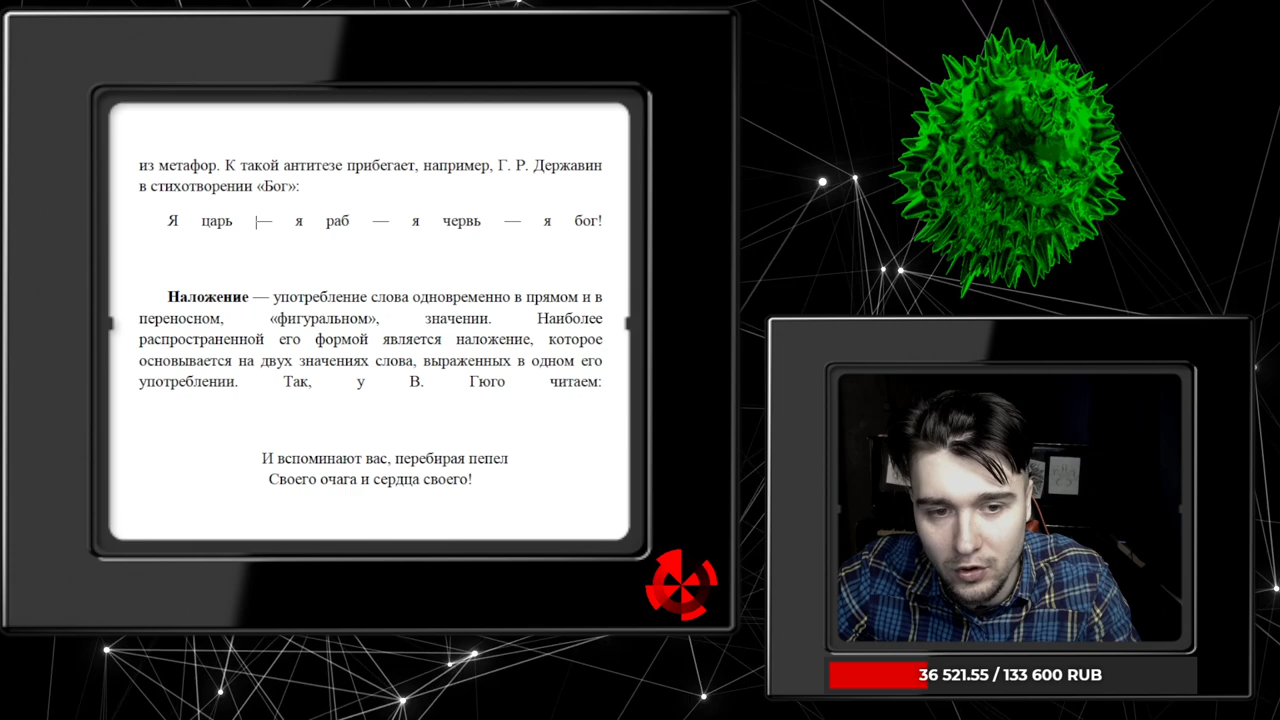 из метафор. К такой антитезе прибегает, например, Г. Р. Державин
в стихотворении «Бог»:
Я царь — я раб — я червь — я бог!
Наложение — употребление слова одновременно в прямом и в
переносном, «фигуральном», значении. Наиболее
распространенной его формой является наложение, которое
основывается на двух значениях слова, выраженных в одном его
употреблении. Так, у В. Гюго читаем:
И вспоминают вас, перебирая пепел
Своего очага и сердца своего!
36 521.55 / 133 600 RUB